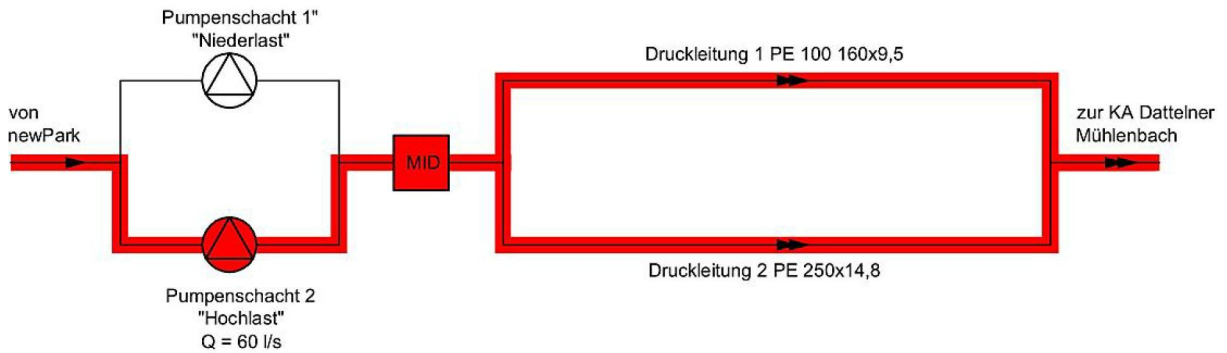 Pumpenschacht 1"
"Niederlast"
Druckleitung 1 PE 100 160x9,5
von
newPark
zur KA Dattelner
Mühlenbach
MID
Druckleitung 2 PE 250x14,8
Pumpenschacht 2
"Hochlast"
Q = 60 l/s